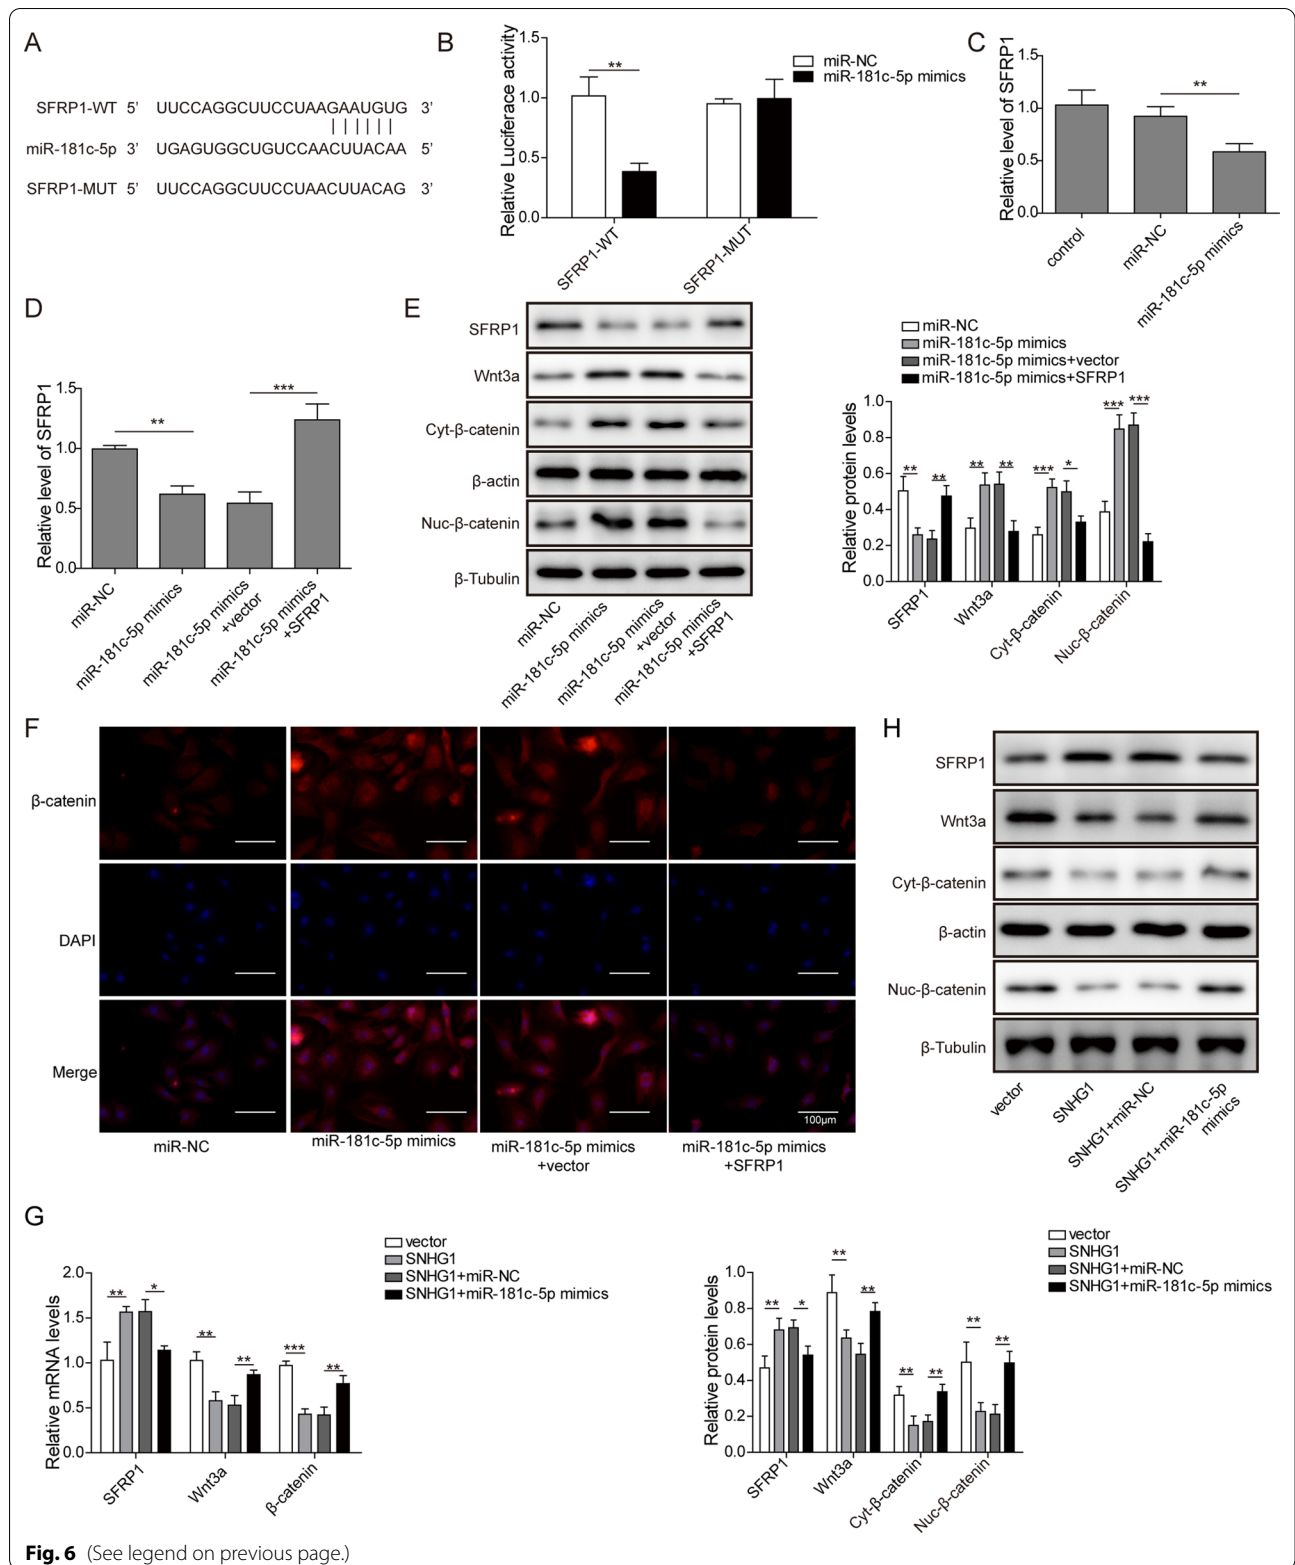 A
SFRP1-WT 5' UUCCAGGCUUCCUAAGAAUGUG 3'
miR-181c-5p 3' UGAGUGGCUGUCCAACUUACAA 5'
SFRP1-MUT 5' UUCCAGGCUUCCUAACUUACAG 3'
B
Relative Luciferace activity
1.5
1.0
0.5
0.0
**
miR-NC
miR-181c-5p mimics
SFRP1-WT
SFRP1-MUT
C
Relative level of SFRP1
1.5
1.0
0.5
0.0
**
control
miR-NC
miR-181c-5p mimics
D
Relative level of SFRP1
1.5
1.0
0.5
0.0
**
***
miR-NC
miR-181c-5p mimics
miR-181c-5p mimics
+vector
miR-181c-5p mimics
+SFRP1
E
SFRP1
Wnt3a
Cyt-β-catenin
β-actin
Nuc-β-catenin
β-Tubulin
miR-NC
miR-181c-5p mimics
miR-181c-5p mimics
+vector
miR-181c-5p mimics
+SFRP1
miR-NC
miR-181c-5p mimics
miR-181c-5p mimics+vector
miR-181c-5p mimics+SFRP1
Relative protein levels
1.0
0.8
0.6
0.4
0.2
0.0
** **
** **
*** *
*** ***
SFRP1
Wnt3a
Cyt-β-catenin
Nuc-β-catenin
F
β-catenin
DAPI
Merge
100μm
miR-NC
miR-181c-5p mimics
miR-181c-5p mimics
+vector
miR-181c-5p mimics
+SFRP1
H
SFRP1
Wnt3a
Cyt-β-catenin
β-actin
Nuc-β-catenin
β-Tubulin
vector
SNHG1
SNHG1+miR-NC
SNHG1+miR-181c-5p
mimics
G
Relative mRNA levels
2.0
1.5
1.0
0.5
0.0
** *
** **
*** **
SFRP1
Wnt3a
β-catenin
vector
SNHG1
SNHG1+miR-NC
SNHG1+miR-181c-5p mimics
Relative protein levels
1.0
0.8
0.6
0.4
0.2
0.0
** *
** **
** **
** **
SFRP1
Wnt3a
Cyt-β-catenin
Nuc-β-catenin
vector
SNHG1
SNHG1+miR-NC
SNHG1+miR-181c-5p mimics
Fig. 6 (See legend on previous page.)